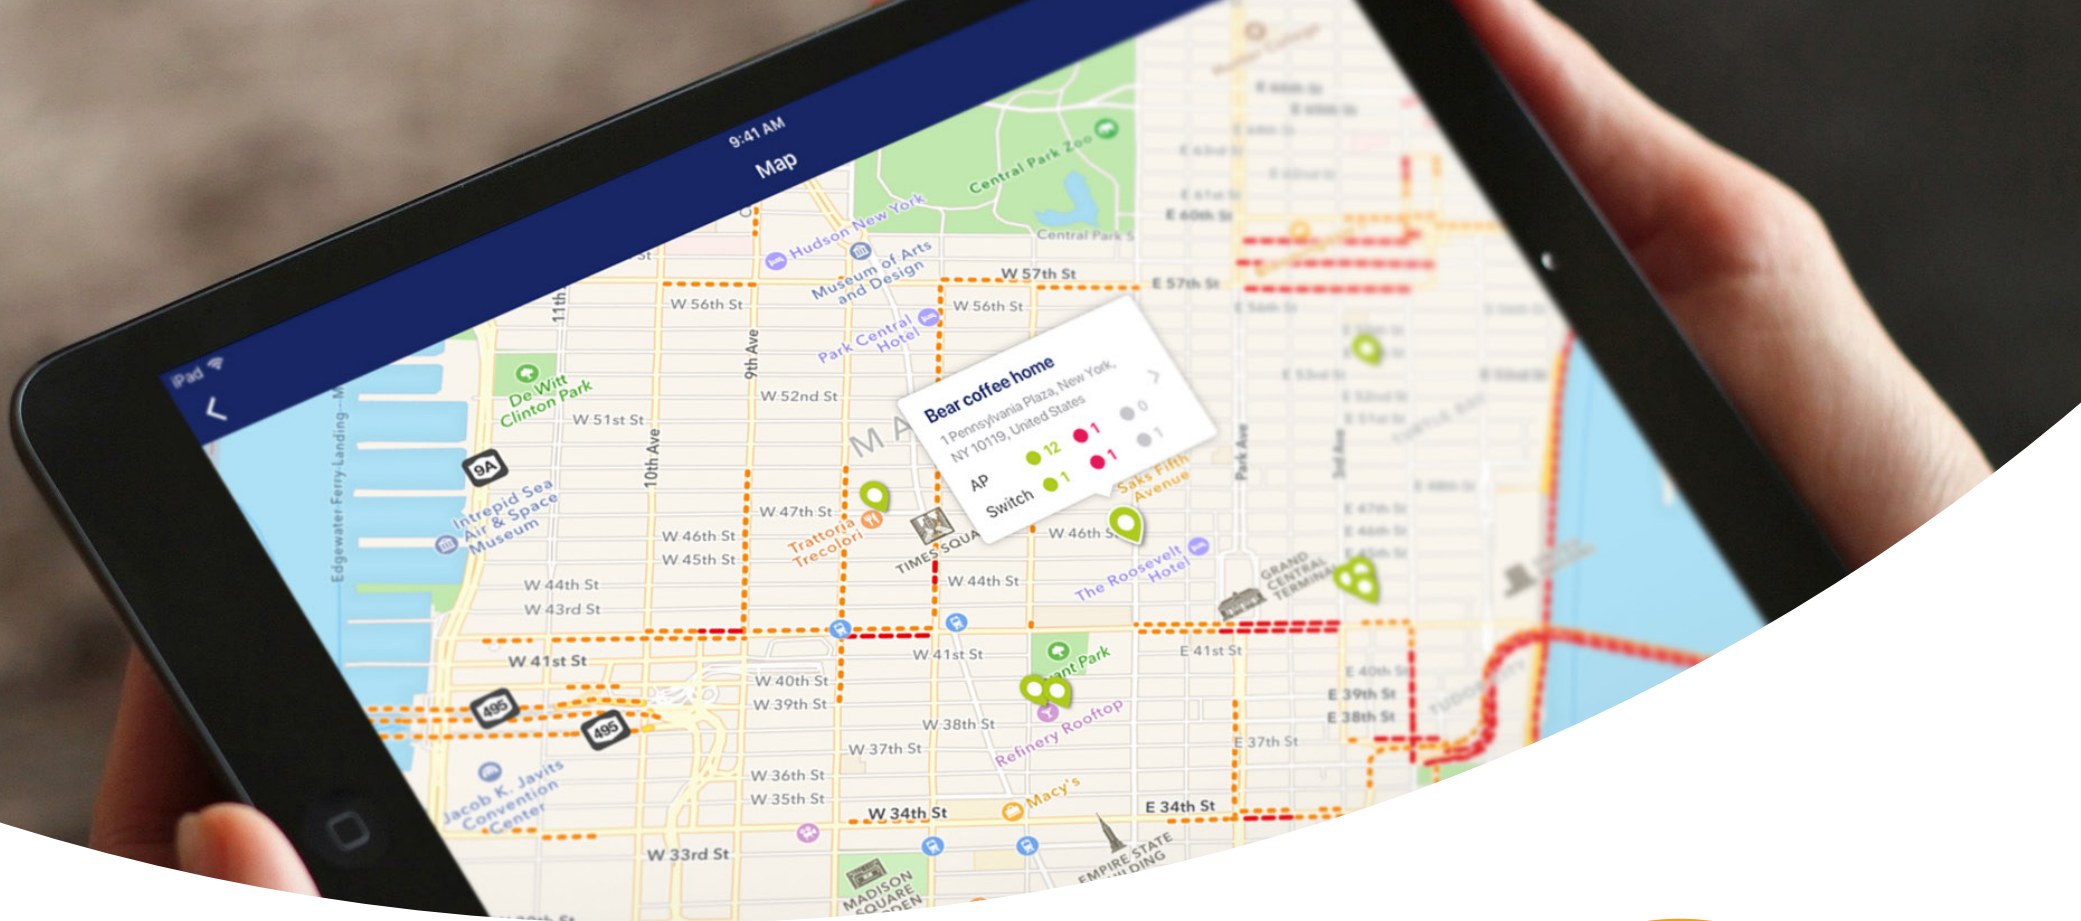 9:41 AM
Map
iPad
Central Park Zoo
Hudson New York
Museum of Arts
and Design
Central Park S
E 60th St
W 57th St
E 57th St
11th
W 56th St
W 56th St
Park Central
Hotel
9th Ave
De Witt
Clinton Park
W 52nd St
W 51st St
10th Ave
MA
Bear coffee home
1 Pennsylvania Plaza, New York,
NY 10119, United States
AP 12 1 0
Switch 1 1 1
Park Ave
3rd Ave
9A
Edgewater Ferry Landing—M
Intrepid Sea
Air & Space
Museum
Saks Fifth
Avenue
W 47th St
Trattoria
Trecolori
TIMES SQUA
W 46th St
W 46th S
W 45th St
W 44th St
W 44th St
W 43rd St
The Roosevelt
Hotel
GRAND
CENTRAL
TERMINAL
W 41st St
W 41st St
E 41st St
ant Park
W 40th St
E 40th St
W 39th St
E 39th St
495
495
W 38th St
E 38th St
TUDOR CITY
Refinery Rooftop
W 37th St
E 37th St
Jacob K. Javits
Convention
Center
W 36th St
W 35th St
Macy's
W 34th St
E 34th St
W 33rd St
EMPIRE STATE
ILDING
MADISON
SQUARE
DEN